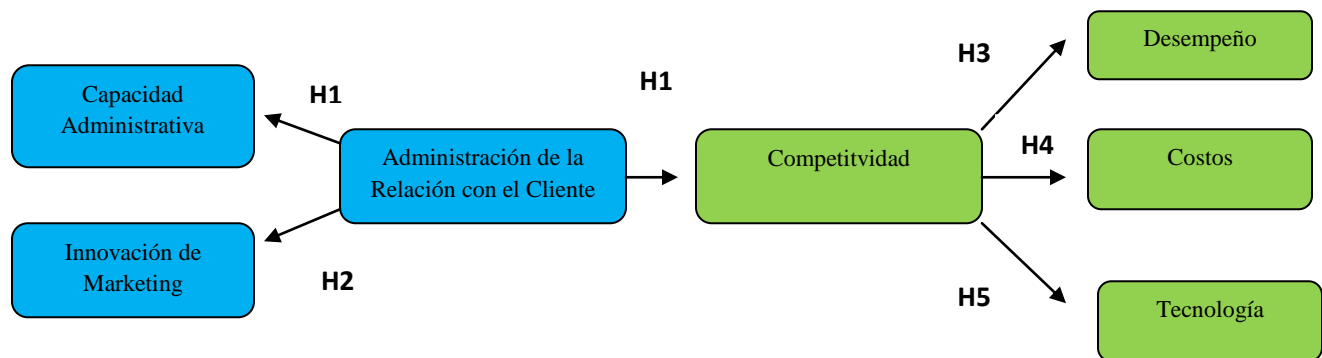 Capacidad
Administrativa
H1
Innovación de
Marketing
H2
Administración de la
Relación con el Cliente
H1
Competitvidad
H3
Desempeño
H4
Costos
H5
Tecnología